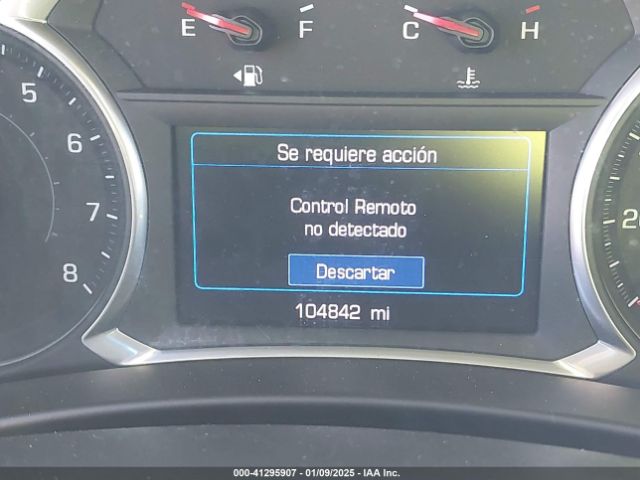 E F C H
5
6
7
8
Se requiere acción
Control Remoto
no detectado
Descartar
104842 mi
000-41295907 - 01/09/2025 - IAA Inc.